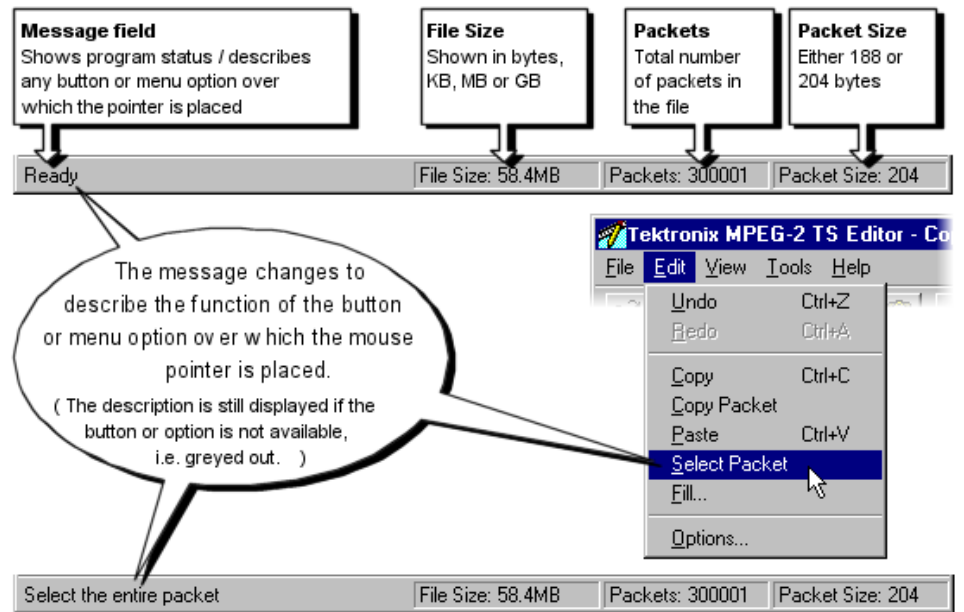 Message field
Shows program status / describes
any button or menu option over
which the pointer is placed
File Size
Shown in bytes,
KB, MB or GB
Packets
Total number
of packets in
the file
Packet Size
Either 188 or
204 bytes
Ready
File Size: 58.4MB
Packets: 300001
Packet Size: 204
The message changes to
describe the function of the button
or menu option over which the mouse
pointer is placed.
( The description is still displayed if the
button or option is not available,
i.e. greyed out. )
Tektronix MPEG-2 TS Editor - Co
File Edit View Tools Help
Undo Ctrl+Z
Redo Ctrl+A
Copy Ctrl+C
Copy Packet
Paste Ctrl+V
Select Packet
Fill...
Options...
Select the entire packet
File Size: 58.4MB
Packets: 300001
Packet Size: 204